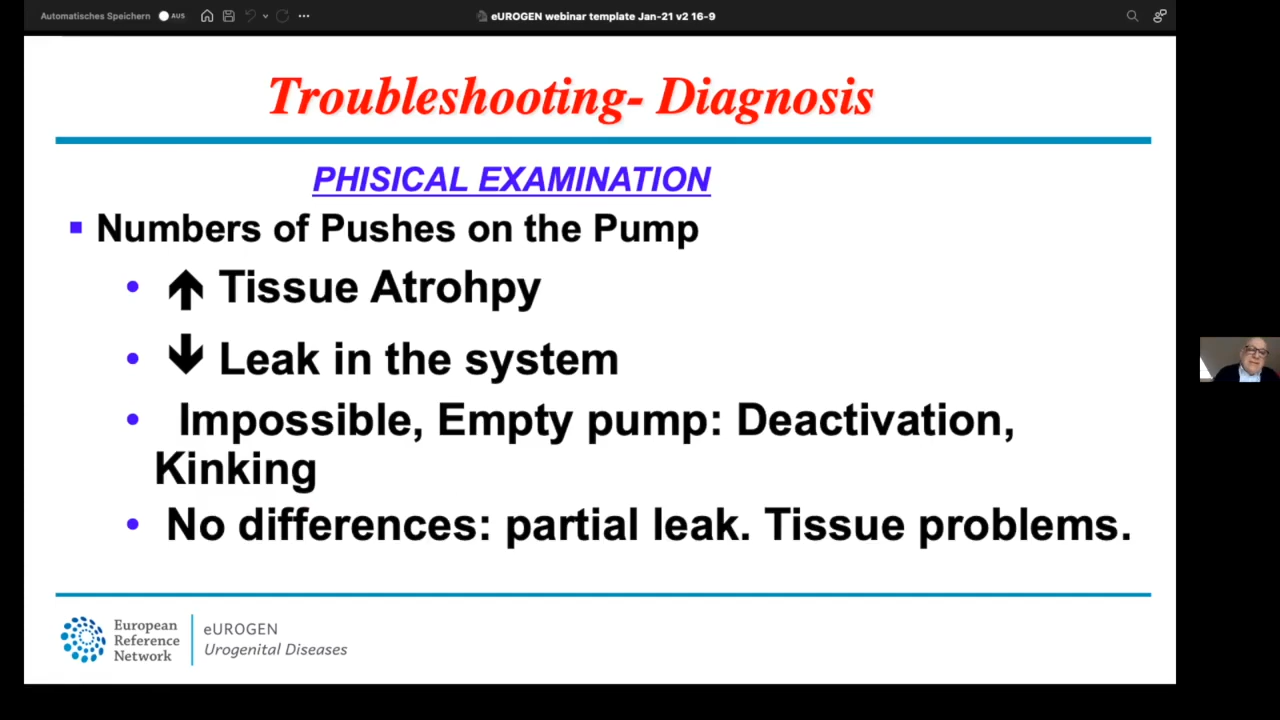 Automatisches Speichern AUS
eUROGEN webinar template Jan-21 v2 16-9
Troubleshooting- Diagnosis
PHISICAL EXAMINATION
Numbers of Pushes on the Pump
Tissue Atrohpy
Leak in the system
Impossible, Empty pump: Deactivation,
Kinking
No differences: partial leak. Tissue problems.
European
Reference
Network
eUROGEN
Urogenital Diseases